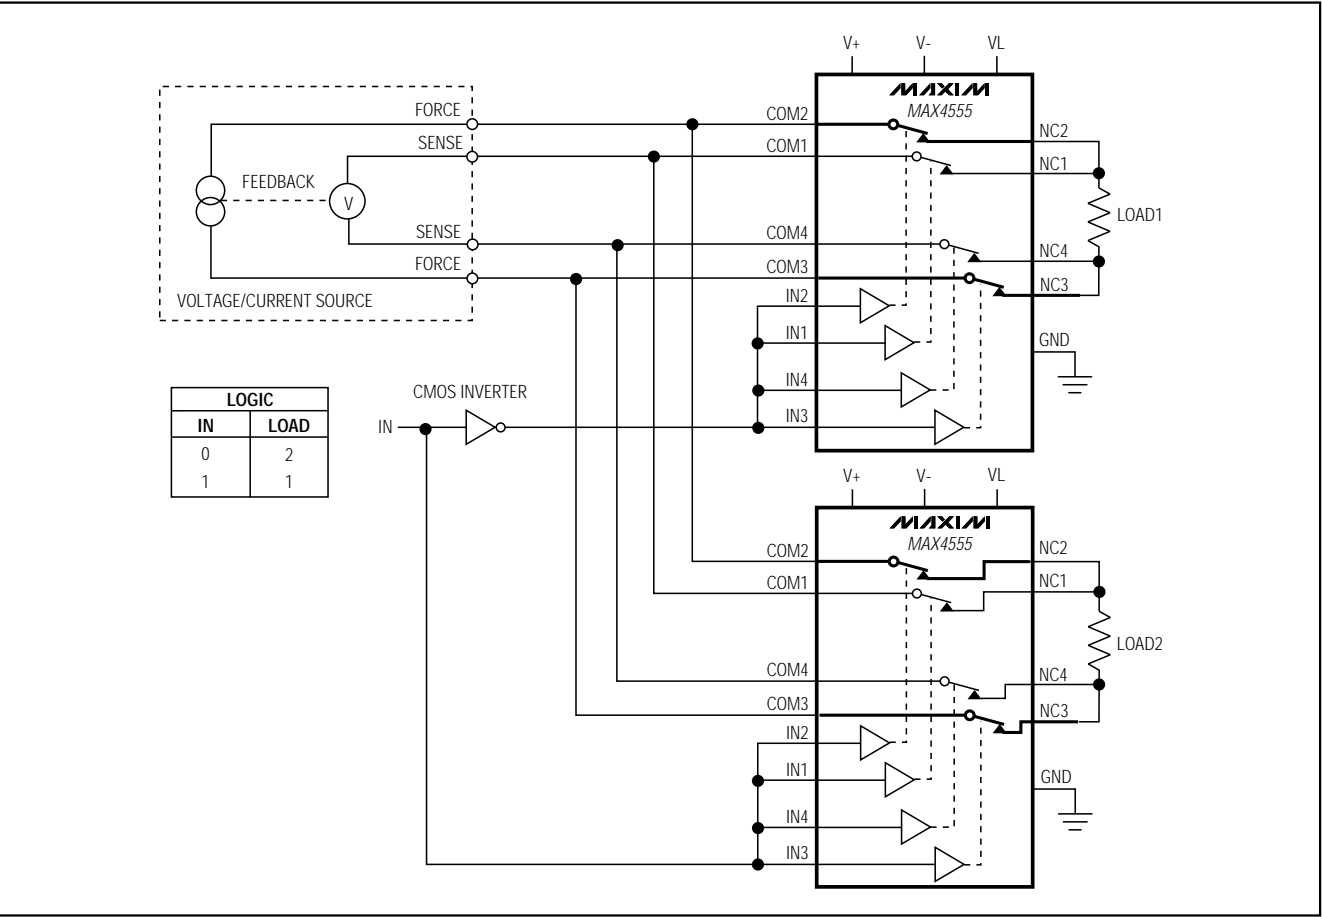 V+ V- VL
MAXIM
MAX4555
FORCE
SENSE
FEEDBACK
V
SENSE
FORCE
VOLTAGE/CURRENT SOURCE
COM2
COM1
COM4
COM3
IN2
IN1
IN4
IN3
NC2
NC1
LOAD1
NC4
NC3
GND
CMOS INVERTER
IN
LOGIC
IN LOAD
0 2
1 1
V+ V- VL
MAXIM
MAX4555
COM2
COM1
COM4
COM3
IN2
IN1
IN4
IN3
NC2
NC1
LOAD2
NC4
NC3
GND